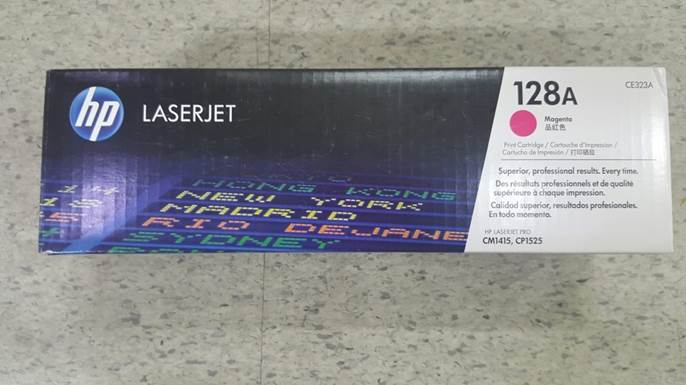 hp
LASERJET
128A
CE323A
Magenta
品紅色
Print Cartridge / Cartouche d'impression /
Cartucho de Impresión / 打印硒鼓
Superior, professional results. Every time.
Des résultats professionnels et de qualité
supérieure à chaque impression.
Calidad superior, resultados profesionales.
En todo momento.
HP LASERJET PRO
CM1415, CP1525
HONG KONG
NEW YORK
MADRID
RIO DEJANE
SYDNEY